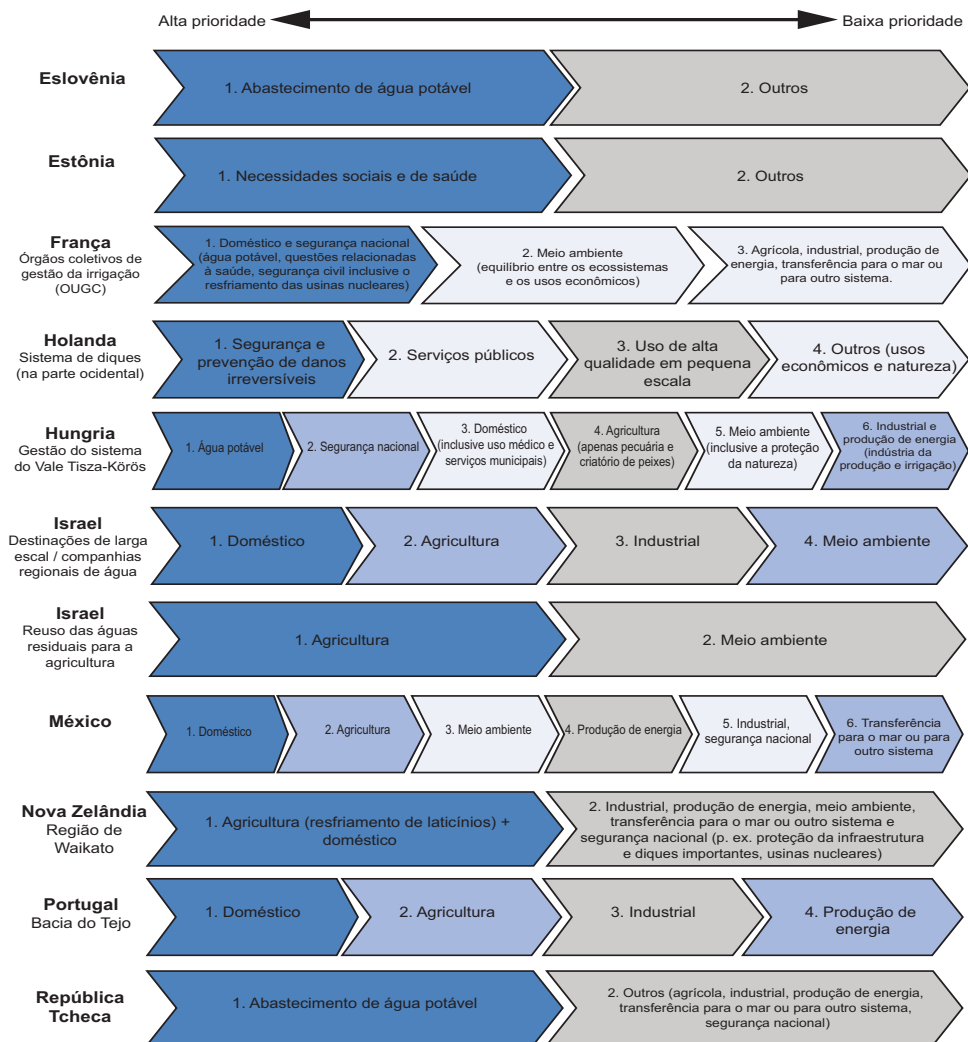 Alta prioridade
Baixa prioridade
Eslovênia
1. Abastecimento de água potável
2. Outros
Estônia
1. Necessidades sociais e de saúde
2. Outros
França
Órgãos coletivos de
gestão da irrigação
(OUGC)
1. Doméstico e segurança nacional
(água potável, questões relacionadas
à saúde, segurança civil inclusive o
resfriamento das usinas nucleares)
2. Meio ambiente
(equilíbrio entre os ecossistemas
e os usos econômicos)
3. Agrícola, industrial, produção de
energia, transferência para o mar ou
para outro sistema.
Holanda
Sistema de diques
(na parte ocidental)
1. Segurança e
prevenção de danos
irreversíveis
2. Serviços públicos
3. Uso de alta
qualidade em pequena
escala
4. Outros (usos
econômicos e natureza)
Hungria
Gestão do sistema
do Vale Tisza-Körös
1. Água potável
2. Segurança nacional
3. Doméstico
(inclusive uso médico e
serviços municipais)
4. Agricultura
(apenas pecuária e
criatório de peixes)
5. Meio ambiente
(inclusive a proteção
da natureza)
6. Industrial e
produção de energia
(indústria da
produção e irrigação)
Israel
Destinações de larga
escal / companhias
regionais de água
1. Doméstico
2. Agricultura
3. Industrial
4. Meio ambiente
Israel
Reuso das águas
residuais para a
agricultura
1. Agricultura
2. Meio ambiente
México
1. Doméstico
2. Agricultura
3. Meio ambiente
4. Produção de energia
5. Industrial,
segurança nacional
6. Transferência
para o mar ou para
outro sistema
Nova Zelândia
Região de
Waikato
1. Agricultura (resfriamento de laticínios) +
doméstico
2. Industrial, produção de energia, meio ambiente,
transferência para o mar ou outro sistema e
segurança nacional (p. ex. proteção da infraestrutura
e diques importantes, usinas nucleares)
Portugal
Bacia do Tejo
1. Doméstico
2. Agricultura
3. Industrial
4. Produção de
energia
República
Tcheca
1. Abastecimento de água potável
2. Outros (agrícola, industrial, produção de energia,
transferência para o mar ou para outro sistema,
segurança nacional)